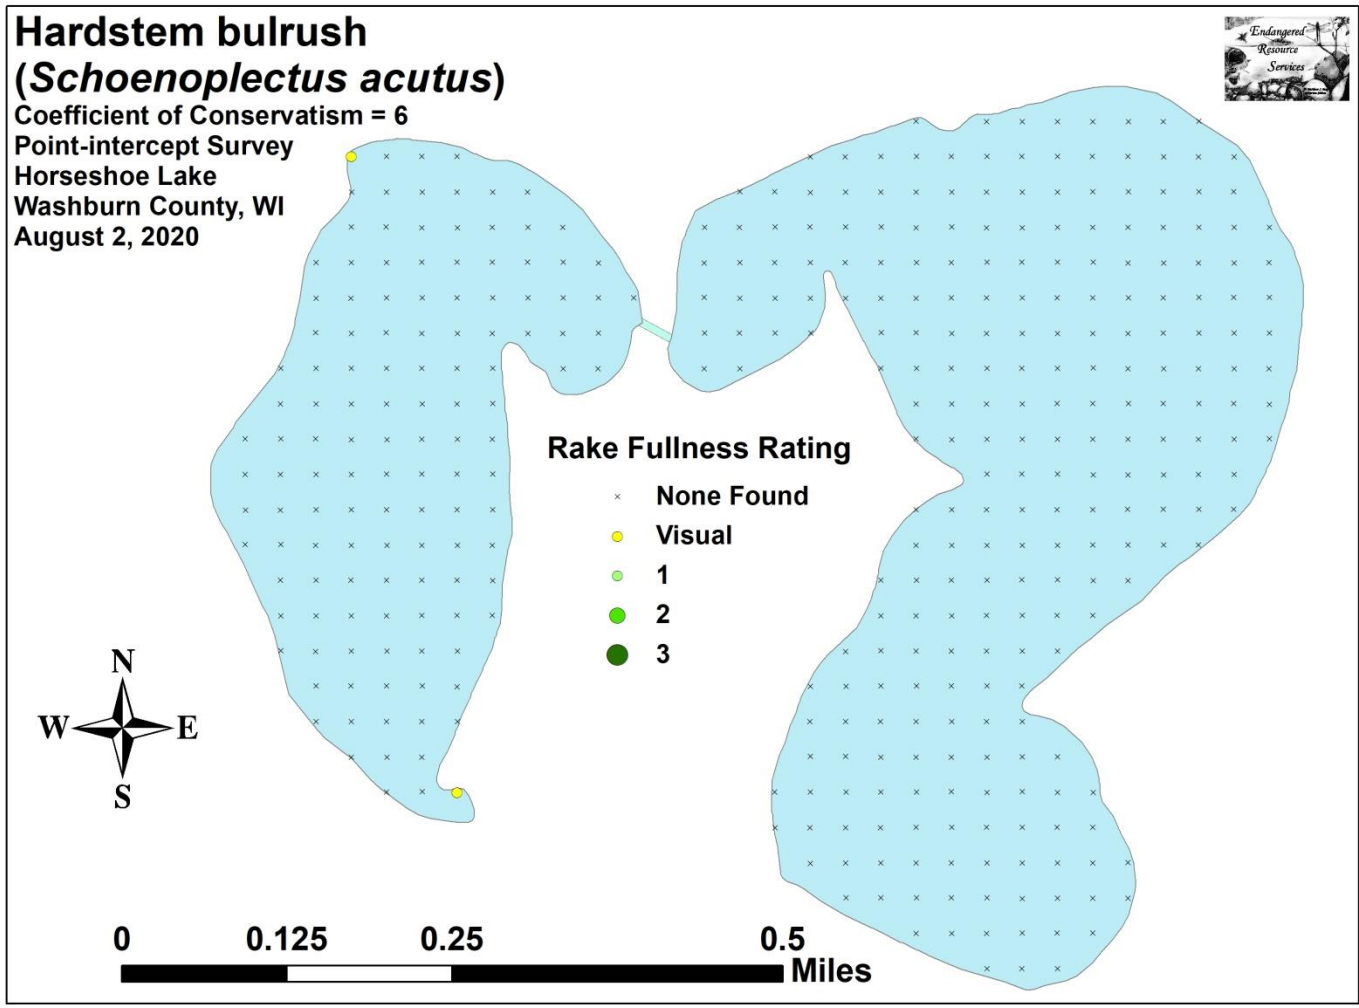 Hardstem bulrush
(Schoenoplectus acutus)
Coefficient of Conservatism = 6
Point-intercept Survey
Horseshoe Lake
Washburn County, WI
August 2, 2020
Endangered
Resource
Services
Rake Fullness Rating
None Found
Visual
1
2
3
N
W E
S
0 0.125 0.25 0.5
Miles